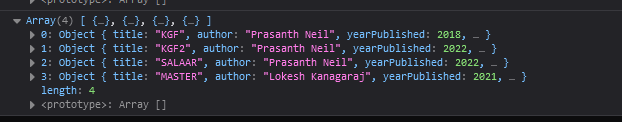 Array(4) [ {…}, {…}, {…}, {…} ]
0: Object { title: "KGF", author: "Prasanth Neil", yearPublished: 2018, … }
1: Object { title: "KGF2", author: "Prasanth Neil", yearPublished: 2022, … }
2: Object { title: "SALAAR", author: "Prasanth Neil", yearPublished: 2022, … }
3: Object { title: "MASTER", author: "Lokesh Kanagaraj", yearPublished: 2021, … }
length: 4
<prototype>: Array []